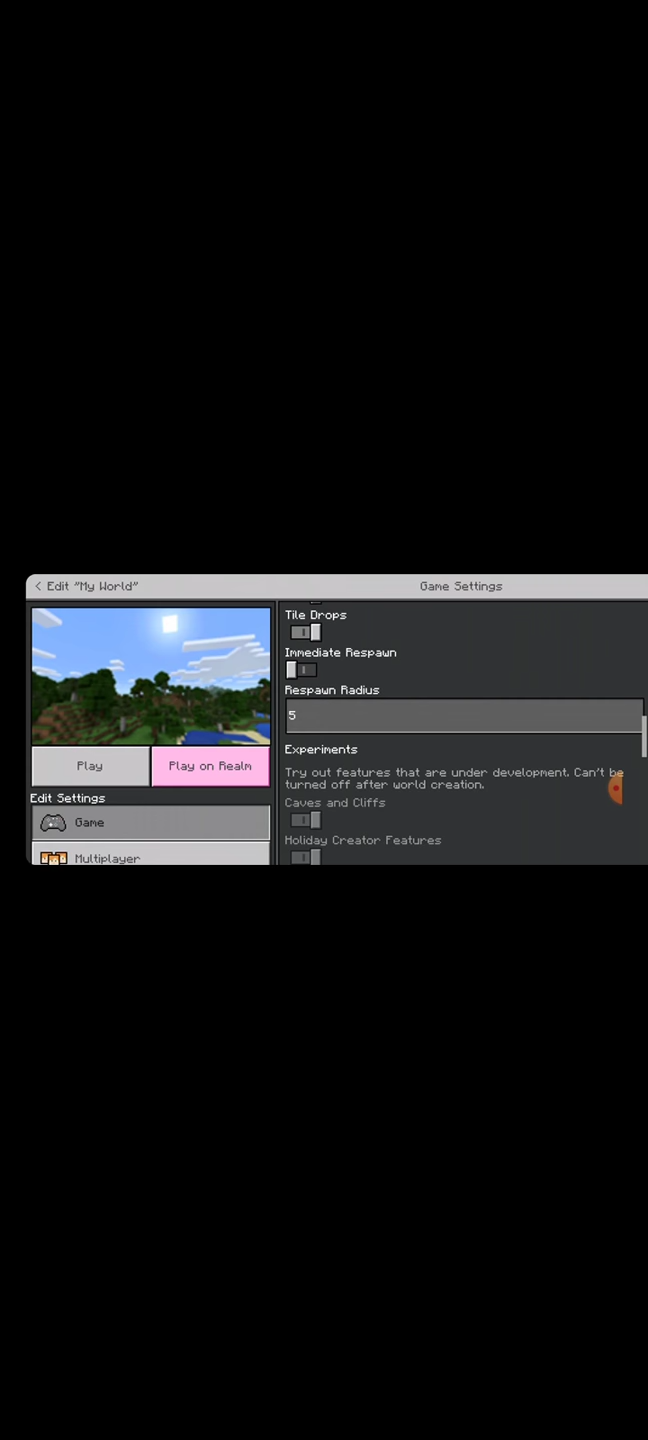 < Edit "My World"
Game Settings
Play
Play on Realm
Edit Settings
Game
Multiplayer
Tile Drops
Immediate Respawn
Respawn Radius
5
Experiments
Try out features that are under development. Can't be
turned off after world creation.
Caves and Cliffs
Holiday Creator Features